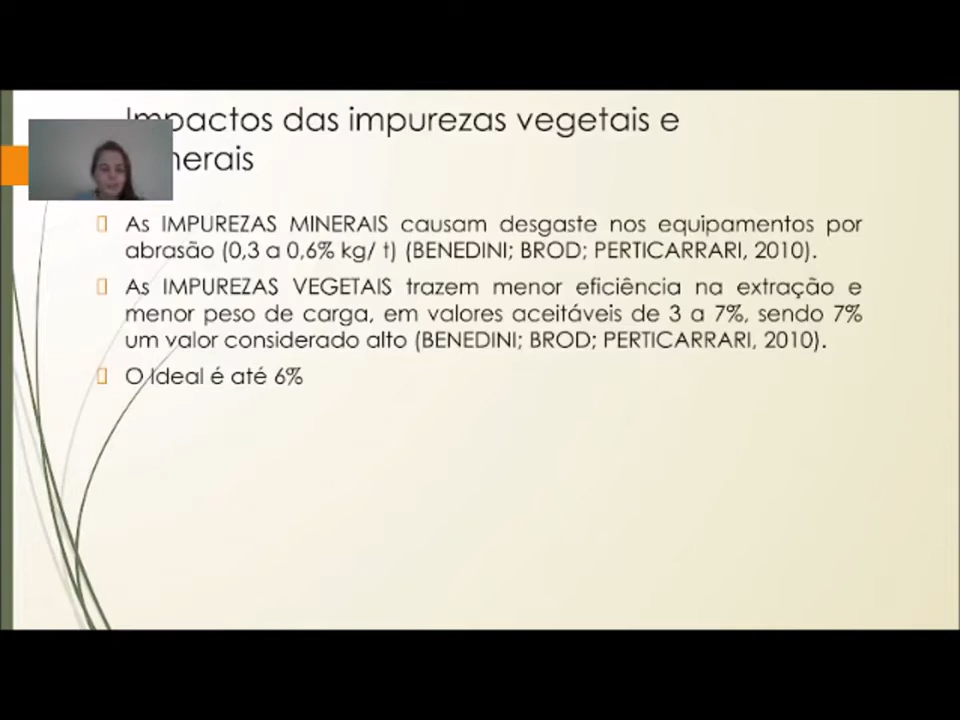 Impactos das impurezas vegetais e
nerais
As IMPUREZAS MINERAIS causam desgaste nos equipamentos por
abrasão (0,3 a 0,6% kg/ t) (BENEDINI; BROD; PERTICARRARI, 2010).
As IMPUREZAS VEGETAIS trazem menor eficiência na extração e
menor peso de carga, em valores aceitáveis de 3 a 7%, sendo 7%
um valor considerado alto (BENEDINI; BROD; PERTICARRARI, 2010).
O Ideal é até 6%